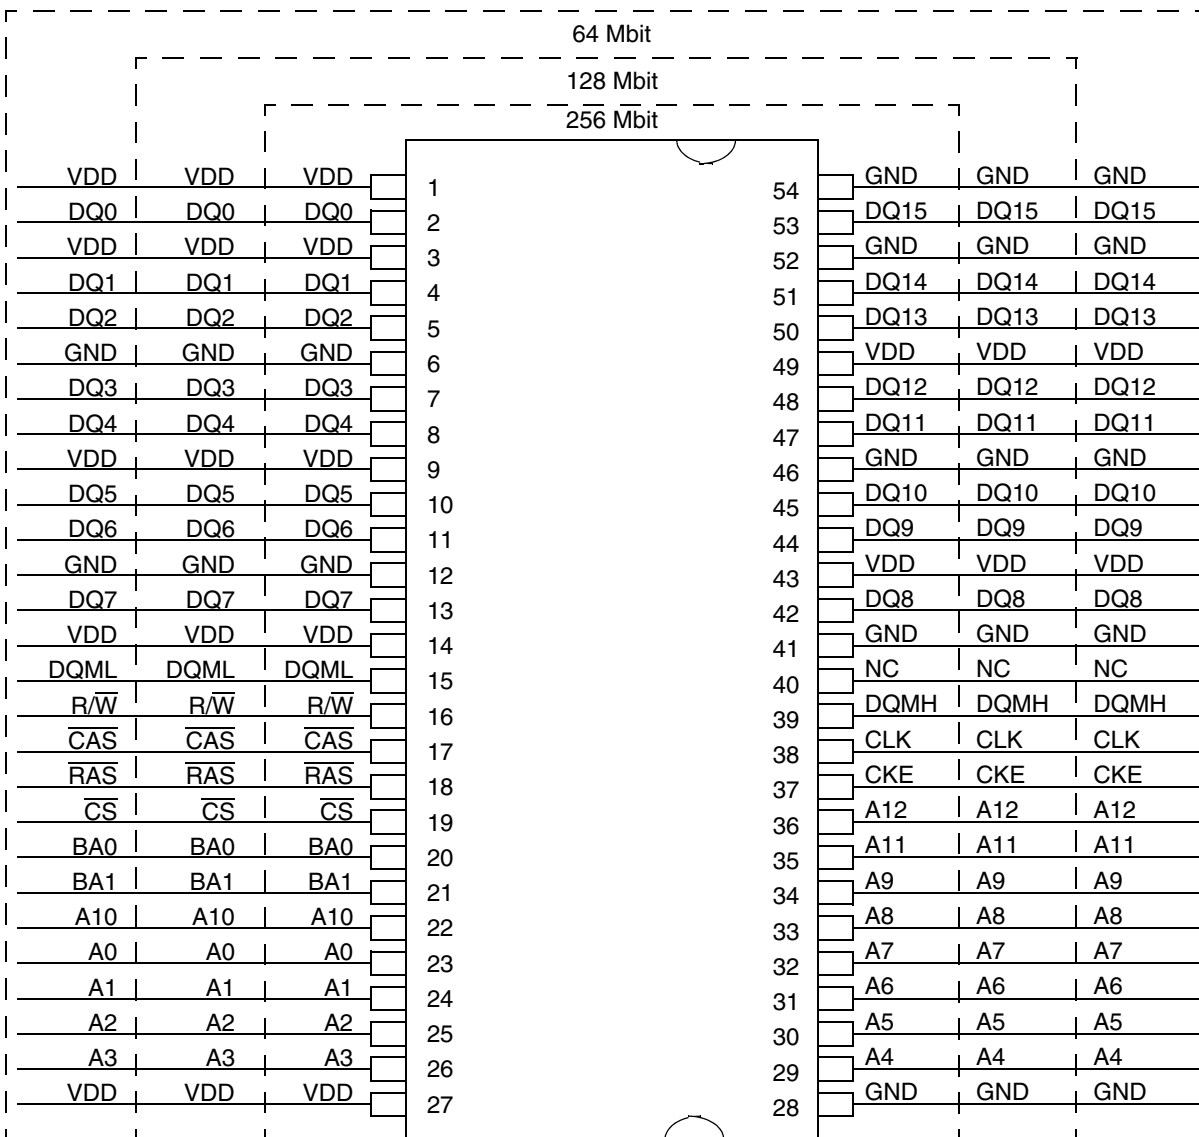 64 Mbit
128 Mbit
256 Mbit
VDD VDD VDD 1 54 GND GND GND
DQ0 DQ0 DQ0 2 53 DQ15 DQ15 DQ15
VDD VDD VDD 3 52 GND GND GND
DQ1 DQ1 DQ1 4 51 DQ14 DQ14 DQ14
DQ2 DQ2 DQ2 5 50 DQ13 DQ13 DQ13
GND GND GND 6 49 VDD VDD VDD
DQ3 DQ3 DQ3 7 48 DQ12 DQ12 DQ12
DQ4 DQ4 DQ4 8 47 DQ11 DQ11 DQ11
VDD VDD VDD 9 46 GND GND GND
DQ5 DQ5 DQ5 10 45 DQ10 DQ10 DQ10
DQ6 DQ6 DQ6 11 44 DQ9 DQ9 DQ9
GND GND GND 12 43 VDD VDD VDD
DQ7 DQ7 DQ7 13 42 DQ8 DQ8 DQ8
VDD VDD VDD 14 41 GND GND GND
DQML DQML DQML 15 40 NC NC NC
R/W̅ R/W̅ R/W̅ 16 39 DQMH DQMH DQMH
C̅A̅S̅ C̅A̅S̅ C̅A̅S̅ 17 38 CLK CLK CLK
R̅A̅S̅ R̅A̅S̅ R̅A̅S̅ 18 37 CKE CKE CKE
C̅S̅ C̅S̅ C̅S̅ 19 36 A12 A12 A12
BA0 BA0 BA0 20 35 A11 A11 A11
BA1 BA1 BA1 21 34 A9 A9 A9
A10 A10 A10 22 33 A8 A8 A8
A0 A0 A0 23 32 A7 A7 A7
A1 A1 A1 24 31 A6 A6 A6
A2 A2 A2 25 30 A5 A5 A5
A3 A3 A3 26 29 A4 A4 A4
VDD VDD VDD 27 28 GND GND GND